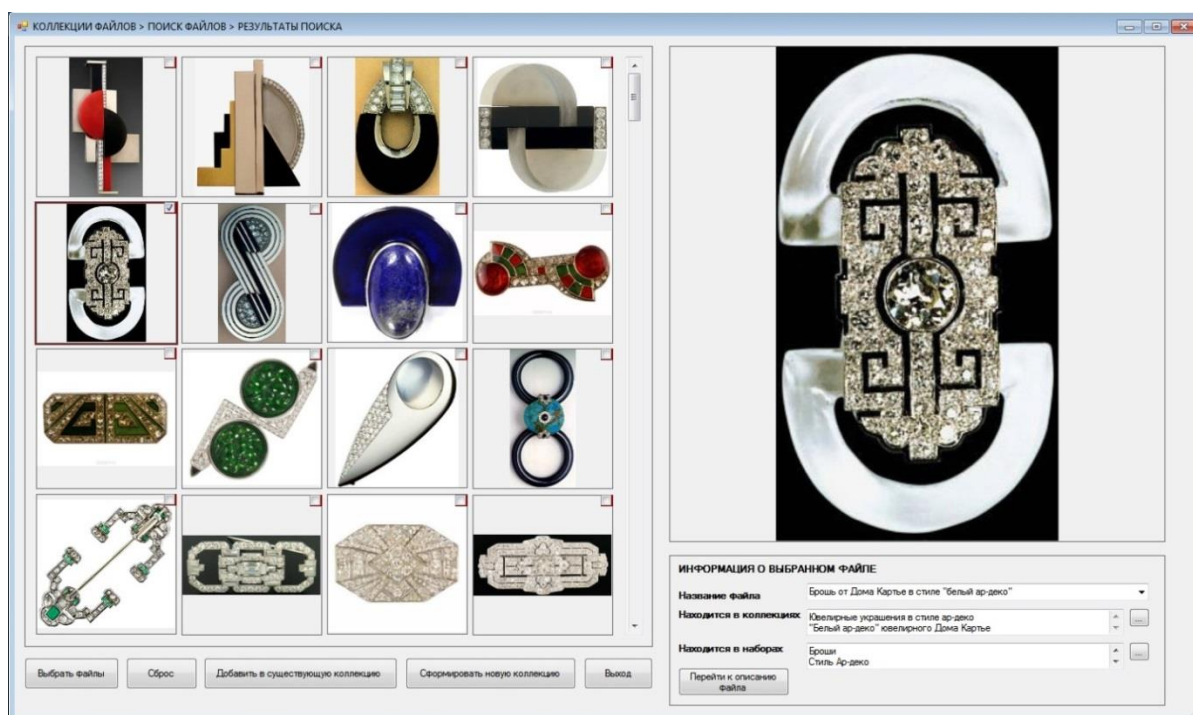 КОЛЛЕКЦИИ ФАЙЛОВ > ПОИСК ФАЙЛОВ > РЕЗУЛЬТАТЫ ПОИСКА
ИНФОРМАЦИЯ О ВЫБРАННОМ ФАЙЛЕ
Название файла
Брошь от Дома Картье в стиле "белый ар-деко"
Находится в коллекциях
Ювелирные украшения в стиле ар-деко
"Белый ар-деко" ювелирного Дома Картье
...
Находится в наборах
Броши
Стиль Ар-деко
...
Перейти к описанию
файла
Выбрать файлы
Сброс
Добавить в существующую коллекцию
Сформировать новую коллекцию
Выход